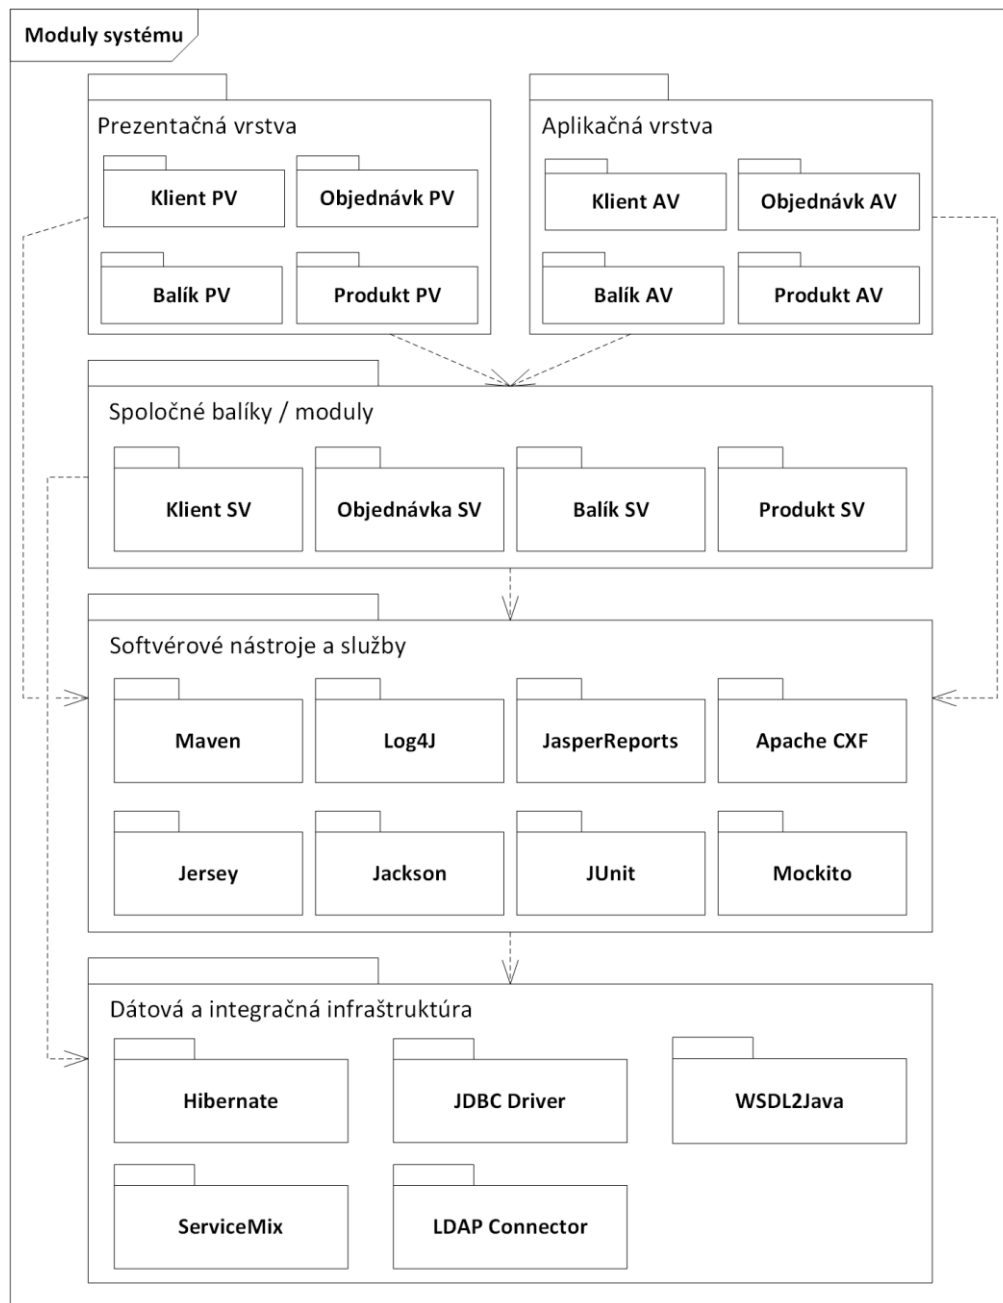 Moduly systému
Prezentačná vrstva
Klient PV
Objednávk PV
Balík PV
Produkt PV
Aplikačná vrstva
Klient AV
Objednávk AV
Balík AV
Produkt AV
Spoločné balíky / moduly
Klient SV
Objednávka SV
Balík SV
Produkt SV
Softvérové nástroje a služby
Maven
Log4J
JasperReports
Apache CXF
Jersey
Jackson
JUnit
Mockito
Dátová a integračná infraštruktúra
Hibernate
JDBC Driver
WSDL2Java
ServiceMix
LDAP Connector